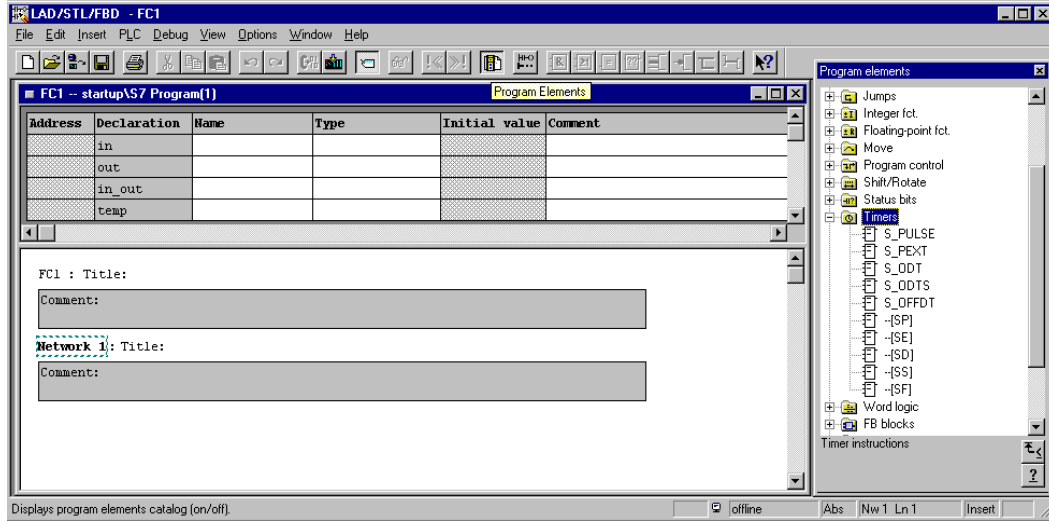 LAD/STL/FBD - FC1
File Edit Insert PLC Debug View Options Window Help
Program Elements
FC1 -- startup\S7 Program(1)
Address Declaration Name Type Initial value Comment
in
out
in_out
temp
FC1 : Title:
Comment:
Network 1: Title:
Comment:
Program elements
Jumps
Integer fct.
Floating-point fct.
Move
Program control
Shift/Rotate
Status bits
Timers
S_PULSE
S_PEXT
S_ODT
S_ODTS
S_OFFDT
--[SP]
--[SE]
--[SD]
--[SS]
--[SF]
Word logic
FB blocks
Timer instructions
Displays program elements catalog (on/off). offline Abs Nw 1 Ln 1 Insert